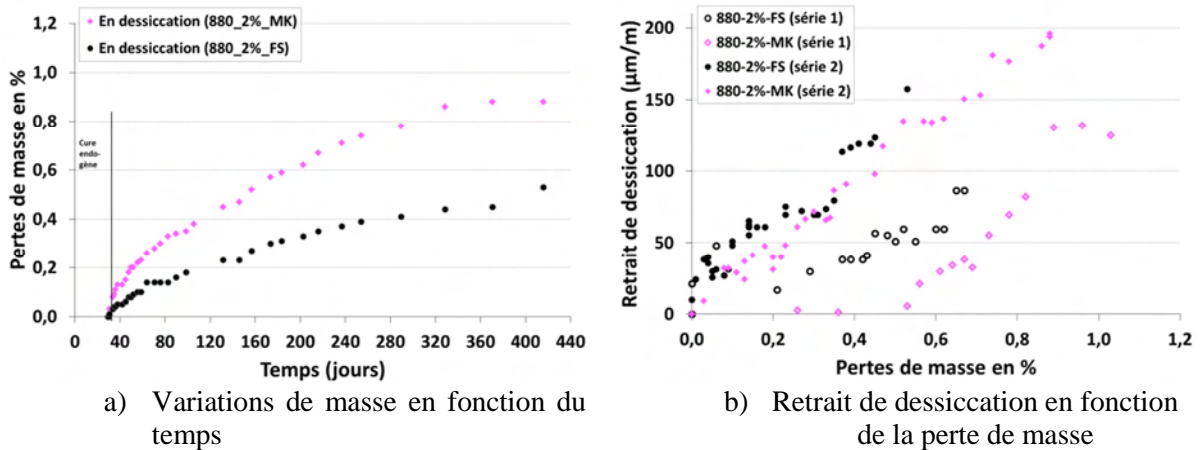 1,2
1,0
0,8
0,6
0,4
0,2
0,0
Pertes de masse en %
En dessiccation (880_2%_MK)
En dessiccation (880_2%_FS)
Cure
endo-
gène
0 40 80 120 160 200 240 280 320 360 400 440
Temps (jours)
a) Variations de masse en fonction du
temps
200
150
100
50
0
Retrait de dessiccation (µm/m)
880-2%-FS (série 1)
880-2%-MK (série 1)
880-2%-FS (série 2)
880-2%-MK (série 2)
0,0 0,2 0,4 0,6 0,8 1,0 1,2
Pertes de masse en %
b) Retrait de dessiccation en fonction
de la perte de masse